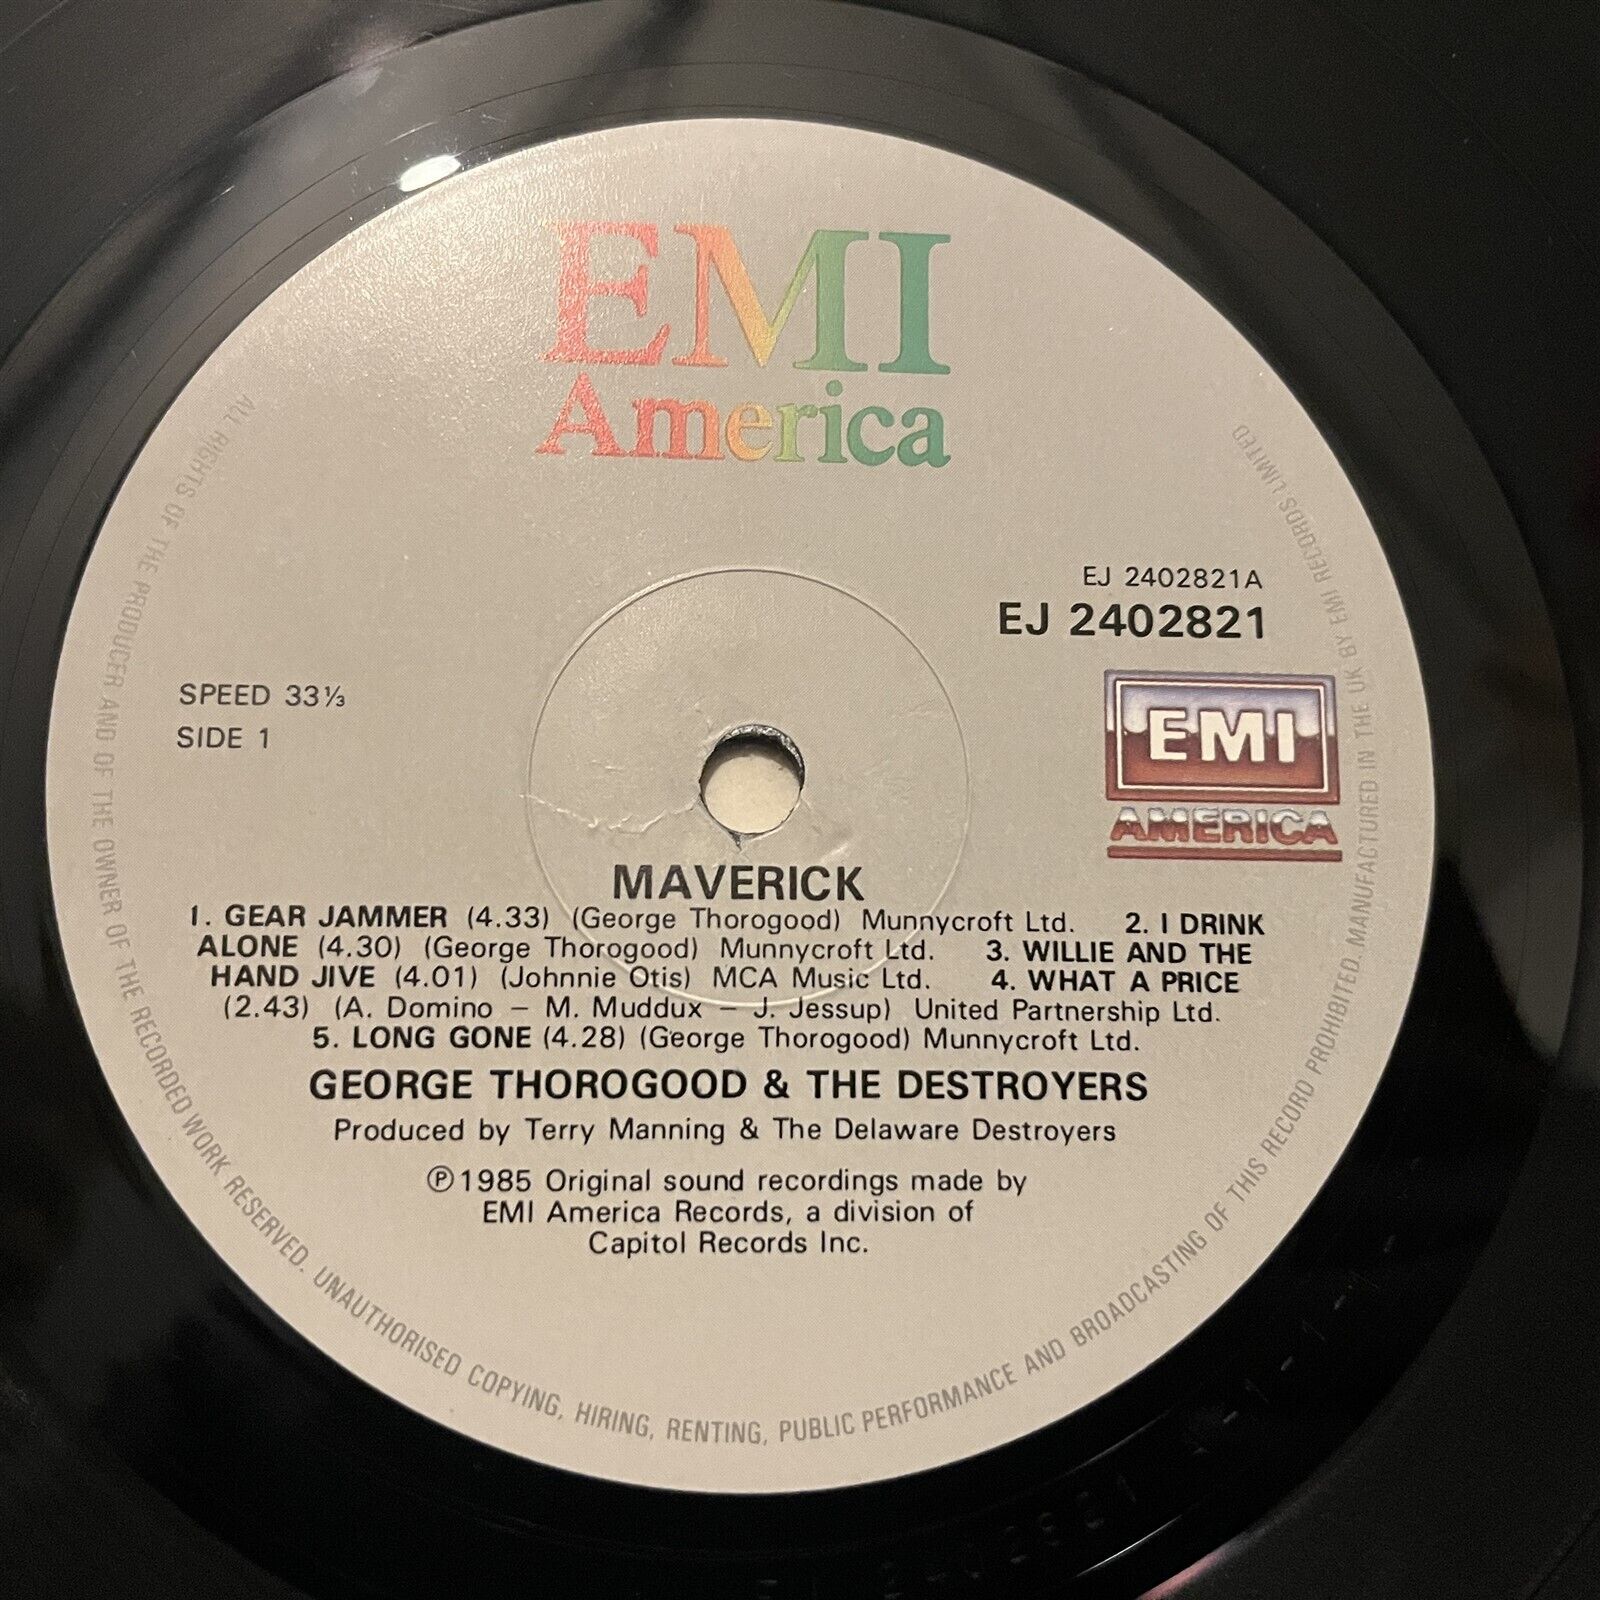 EMI
America
EJ 2402821A
EJ 2402821
SPEED 33⅓
SIDE 1
EMI
AMERICA
MAVERICK
1. GEAR JAMMER (4.33) (George Thorogood) Munnycroft Ltd. 2. I DRINK
ALONE (4.30) (George Thorogood) Munnycroft Ltd. 3. WILLIE AND THE
HAND JIVE (4.01) (Johnnie Otis) MCA Music Ltd. 4. WHAT A PRICE
(2.43) (A. Domino – M. Muddux – J. Jessup) United Partnership Ltd.
5. LONG GONE (4.28) (George Thorogood) Munnycroft Ltd.
GEORGE THOROGOOD & THE DESTROYERS
Produced by Terry Manning & The Delaware Destroyers
℗ 1985 Original sound recordings made by
EMI America Records, a division of
Capitol Records Inc.
ALL RIGHTS OF THE PRODUCER AND OF THE OWNER OF THE RECORDED WORK RESERVED. UNAUTHORISED COPYING, HIRING, RENTING, PUBLIC PERFORMANCE AND BROADCASTING OF THIS RECORD PROHIBITED. MANUFACTURED IN THE UK BY EMI RECORDS LIMITED